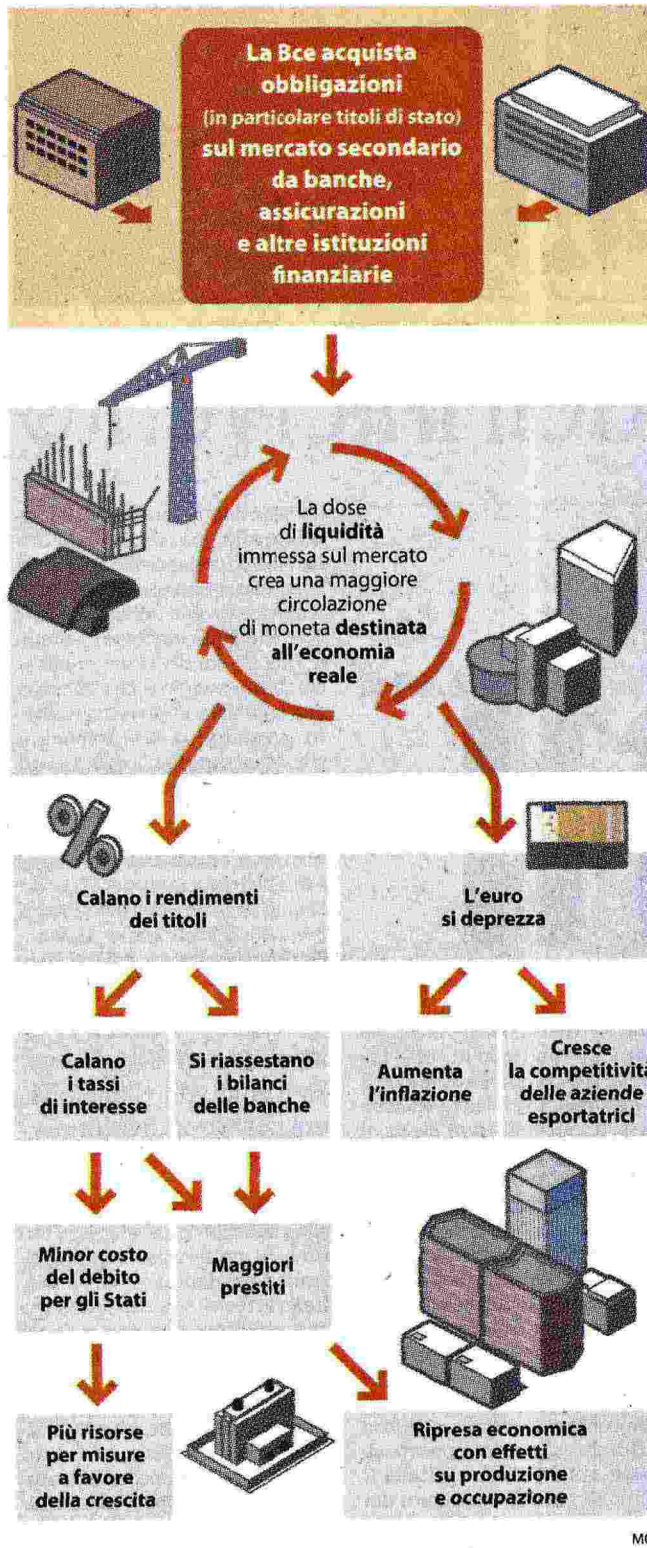 La Bce acquista
obbligazioni
(in particolare titoli di stato)
sul mercato secondario
da banche,
assicurazioni
e altre istituzioni
finanziarie
La dose
di liquidità
immessa sul mercato
crea una maggiore
circolazione
di moneta destinata
all'economia
reale
%
Calano i rendimenti
dei titoli
L'euro
si deprezza
Calano
i tassi
di interesse
Si riassestano
i bilanci
delle banche
Aumenta
l'inflazione
Cresce
la competitività
delle aziende
esportatrici
Minor costo
del debito
per gli Stati
Maggiori
prestiti
Più risorse
per misure
a favore
della crescita
Ripresa economica
con effetti
su produzione
e occupazione